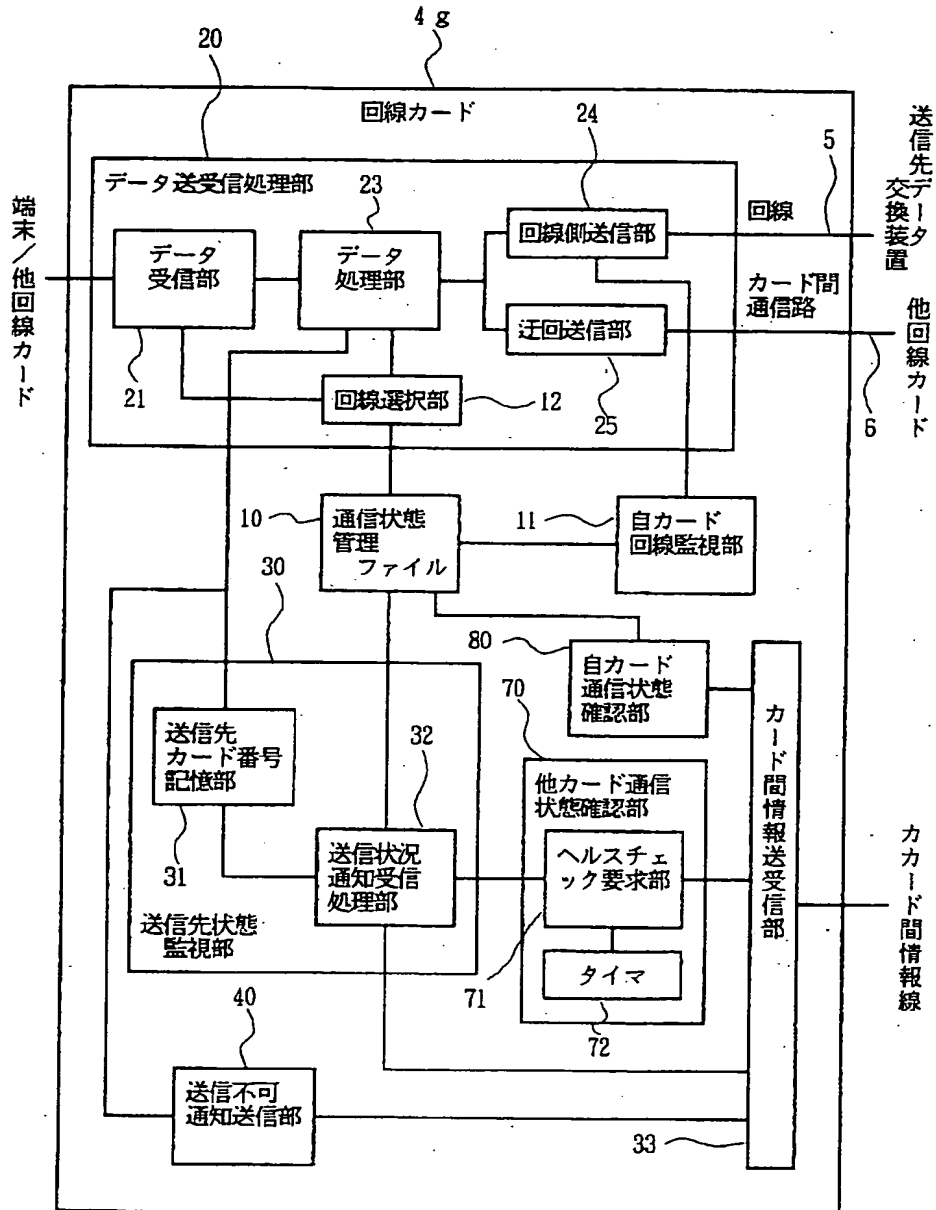 4g
20
回線カード
24
送信先データ
交換装置
5
データ送受信処理部
23
回線
端末／他回線カード
データ
受信部
データ
処理部
回線側送信部
カード間
通信路
迂回送信部
他回線カード
21
回線選択部
12
25
6
10
通信状態
管理
ファイル
11
自カード
回線監視部
30
80
自カード
通信状態
確認部
70
送信先
カード番号
記憶部
32
他カード通信
状態確認部
カード間情報送受信部
31
送信状況
通知受信
処理部
ヘルスチェ
ック要求部
カカード間情報線
送信先状態
監視部
71
タイマ
72
40
送信不可
通知送信部
33